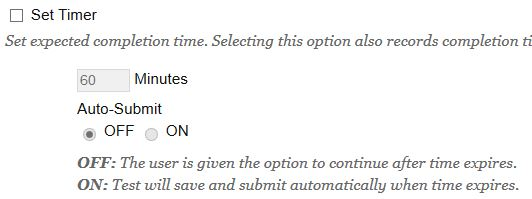 Set Timer
Set expected completion time. Selecting this option also records completion ti
60 Minutes
Auto-Submit
OFF ON
OFF: The user is given the option to continue after time expires.
ON: Test will save and submit automatically when time expires.